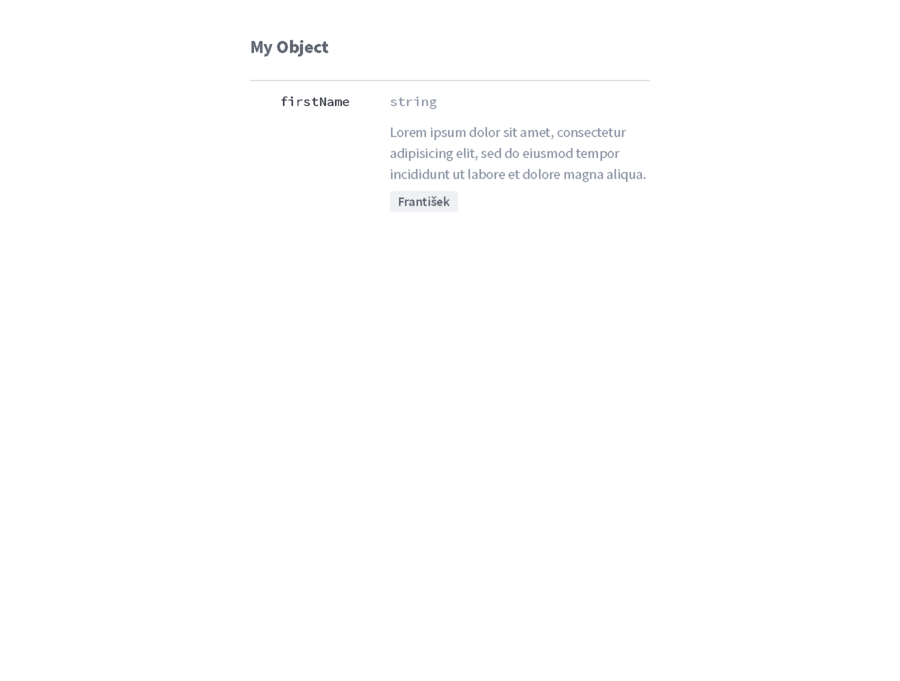 My Object
firstName
string
Lorem ipsum dolor sit amet, consectetur
adipisicing elit, sed do eiusmod tempor
incididunt ut labore et dolore magna aliqua.
František